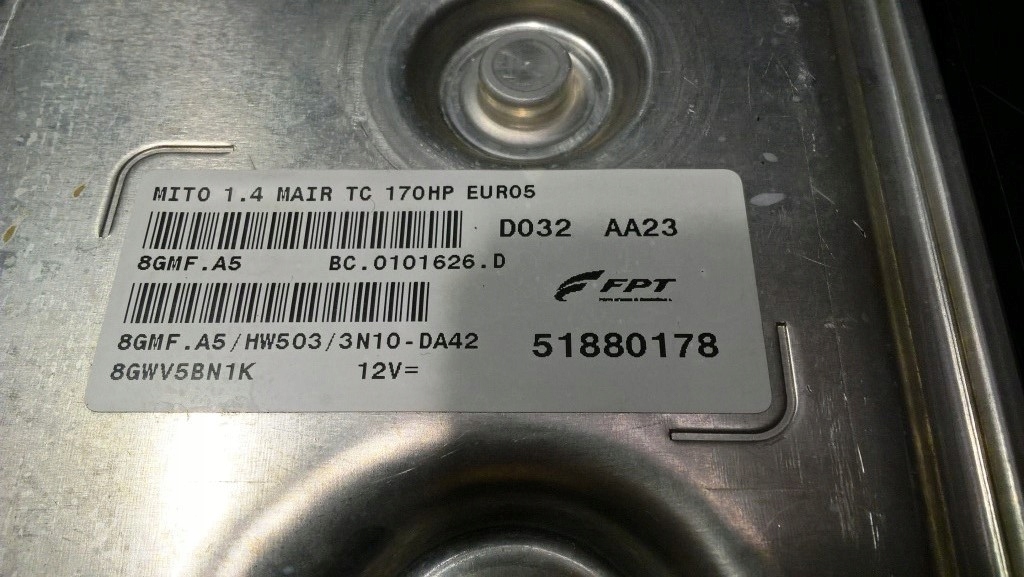 MITO 1.4 MAIR TC 170HP EURO5
D032 AA23
8GMF.A5 BC.0101626.D
FPT
8GMF.A5/HW503/3N10-DA42
51880178
8GWV5BN1K 12V=